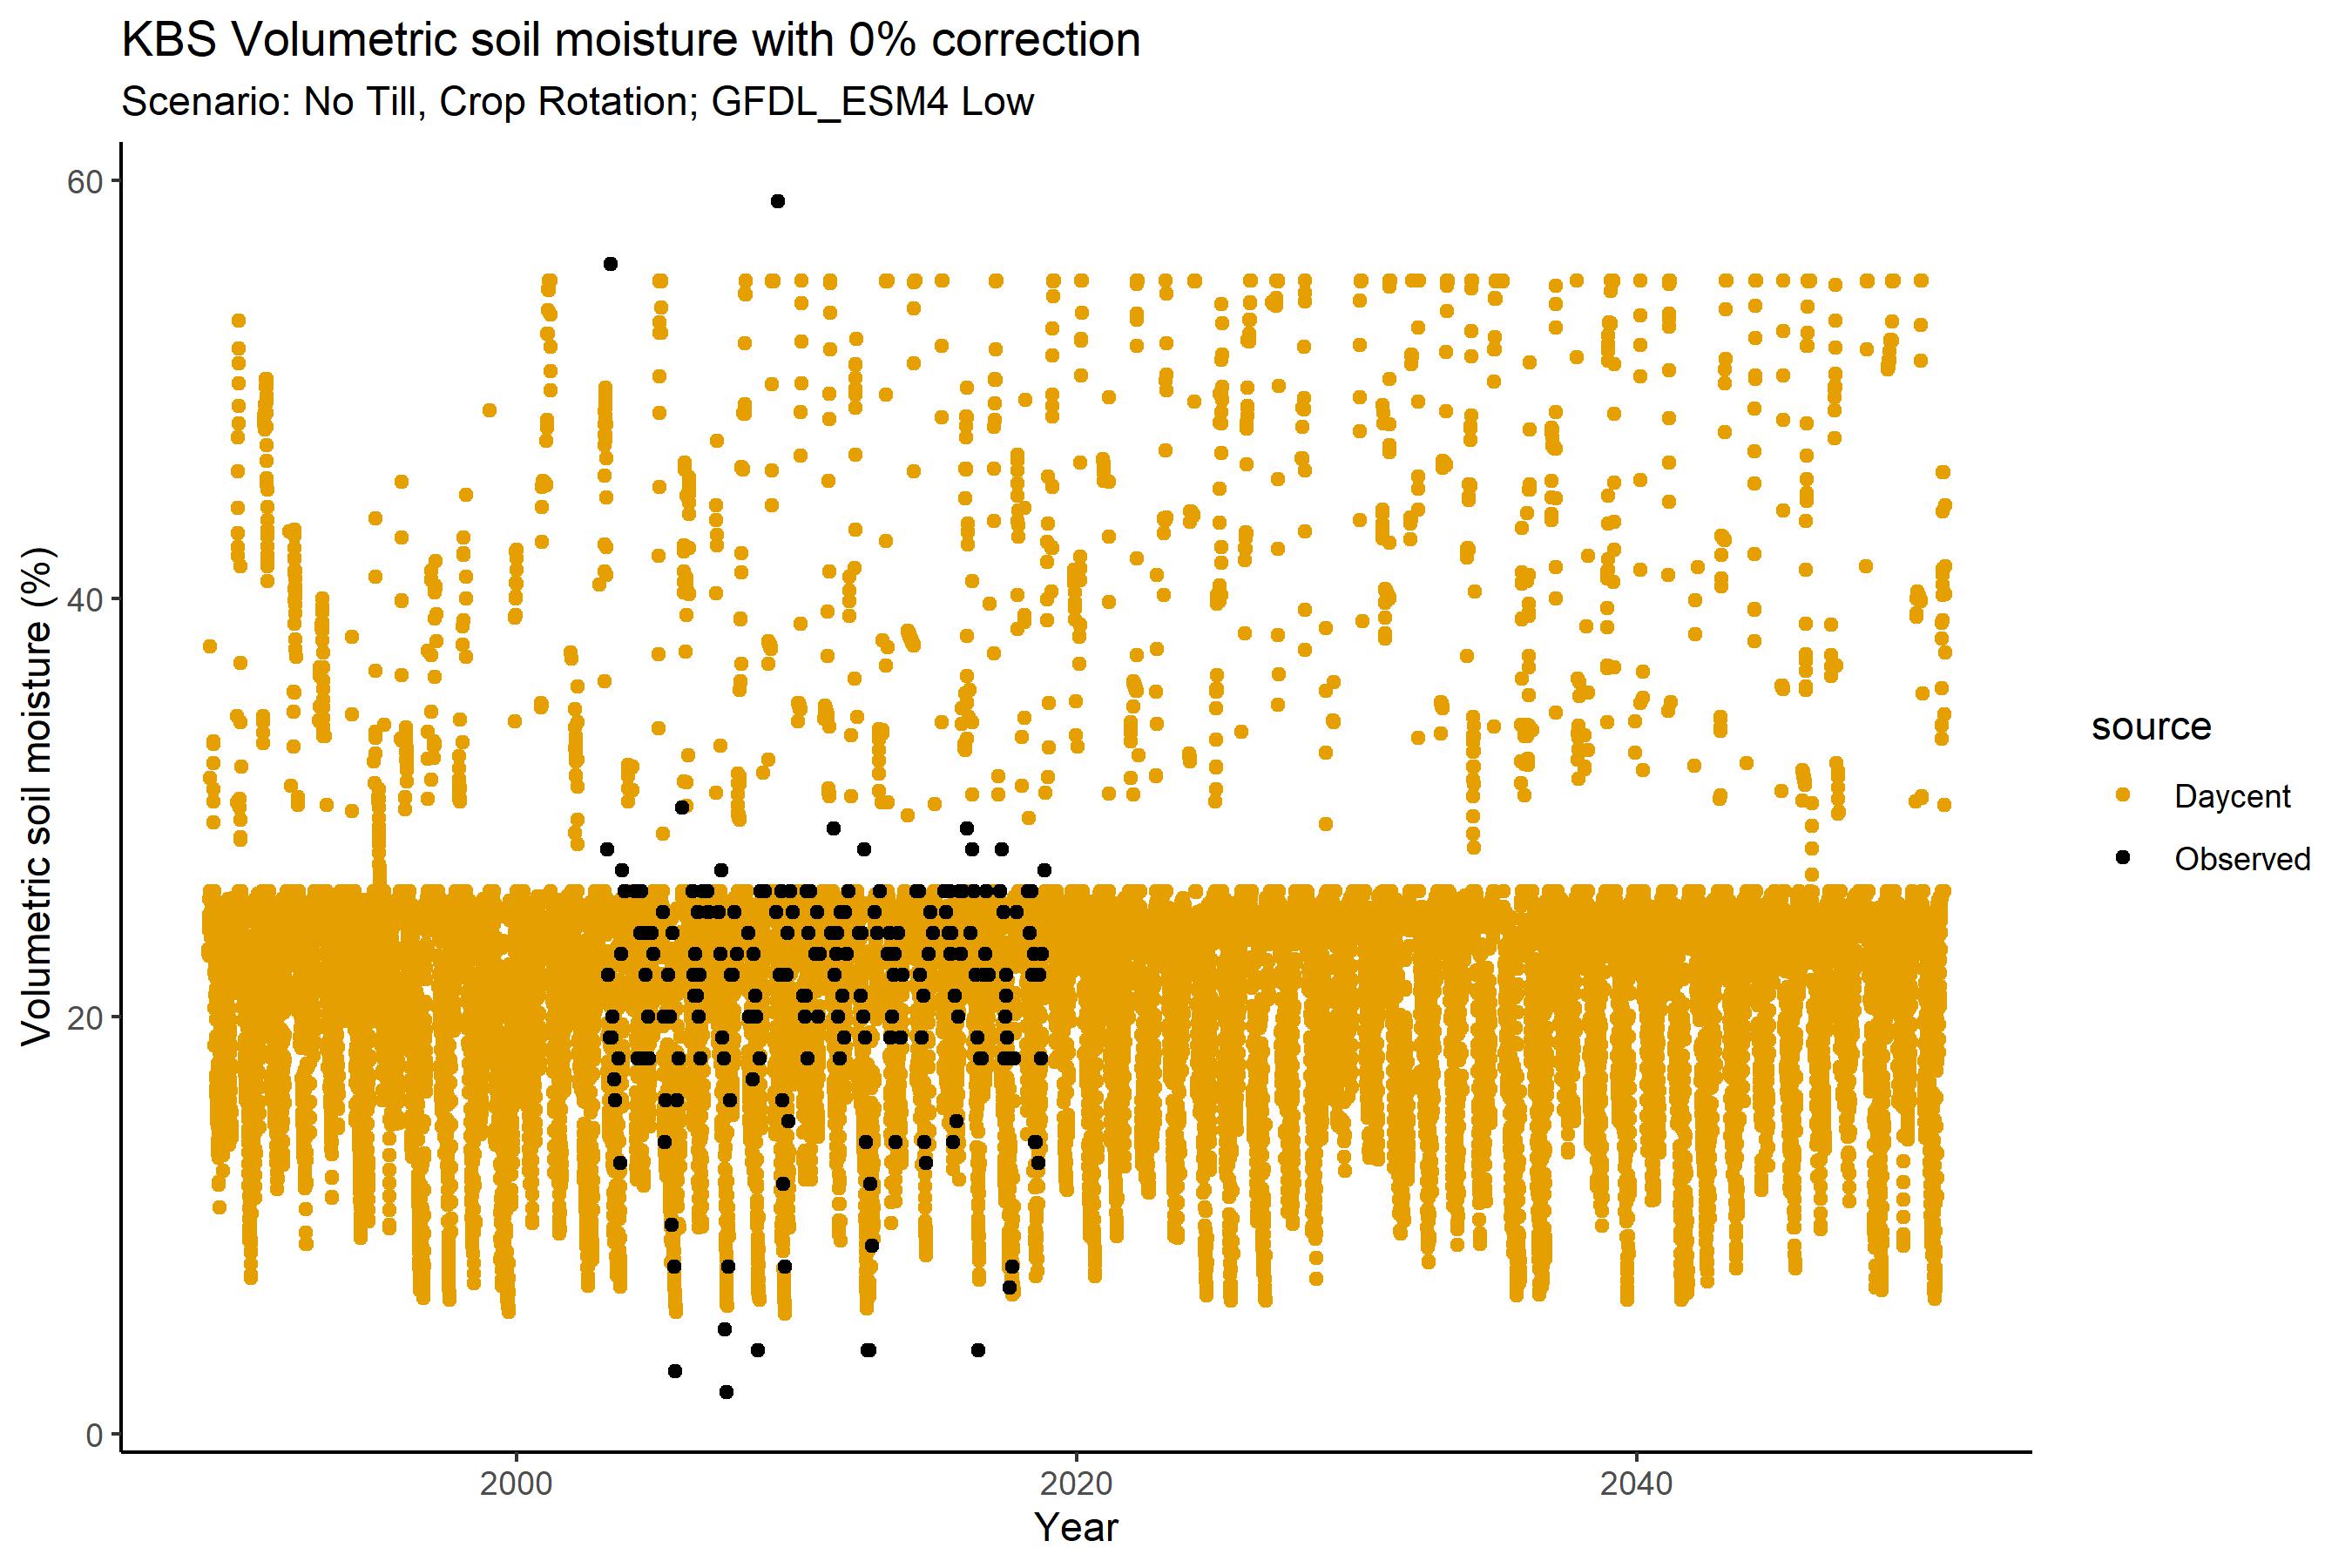 KBS Volumetric soil moisture with 0% correction
Scenario: No Till, Crop Rotation; GFDL_ESM4 Low
60
40
20
0
Volumetric soil moisture (%)
2000
2020
2040
Year
source
Daycent
Observed